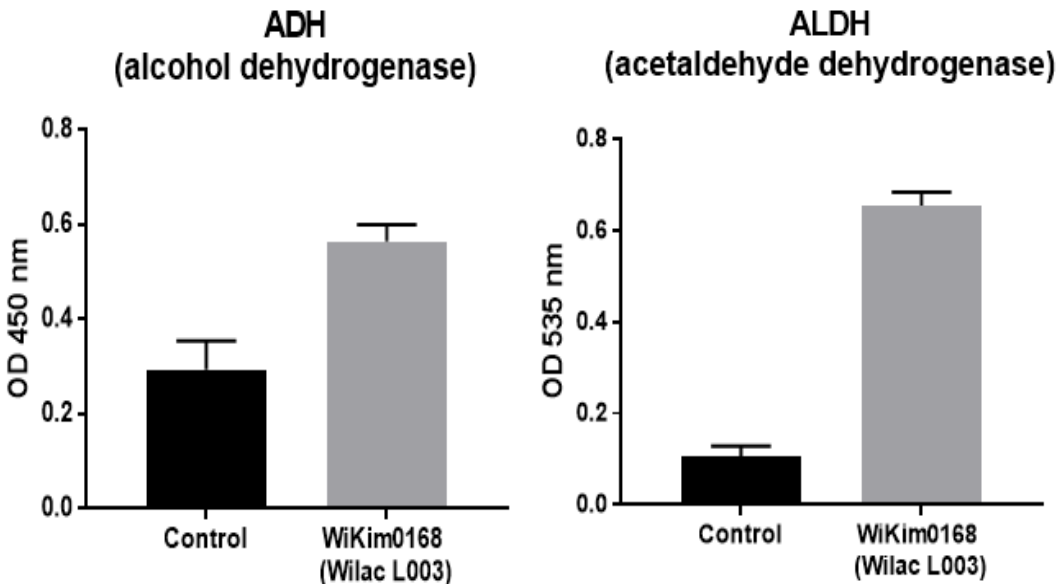 ADH
(alcohol dehydrogenase)
0.8
0.6
0.4
0.2
0.0
OD 450 nm
Control
WiKim0168
(Wilac L003)
ALDH
(acetaldehyde dehydrogenase)
0.8
0.6
0.4
0.2
0.0
OD 535 nm
Control
WiKim0168
(Wilac L003)